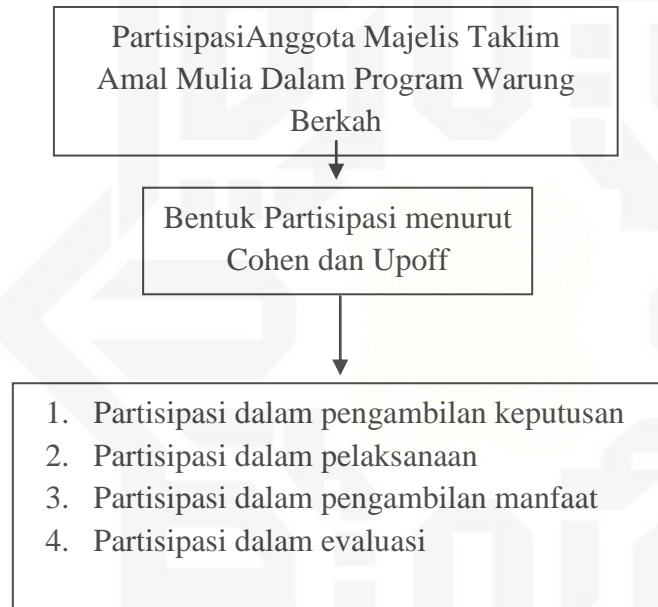 PartisipasiAnggota Majelis Taklim
Amal Mulia Dalam Program Warung
Berkah
Bentuk Partisipasi menurut
Cohen dan Upoff
1. Partisipasi dalam pengambilan keputusan
2. Partisipasi dalam pelaksanaan
3. Partisipasi dalam pengambilan manfaat
4. Partisipasi dalam evaluasi